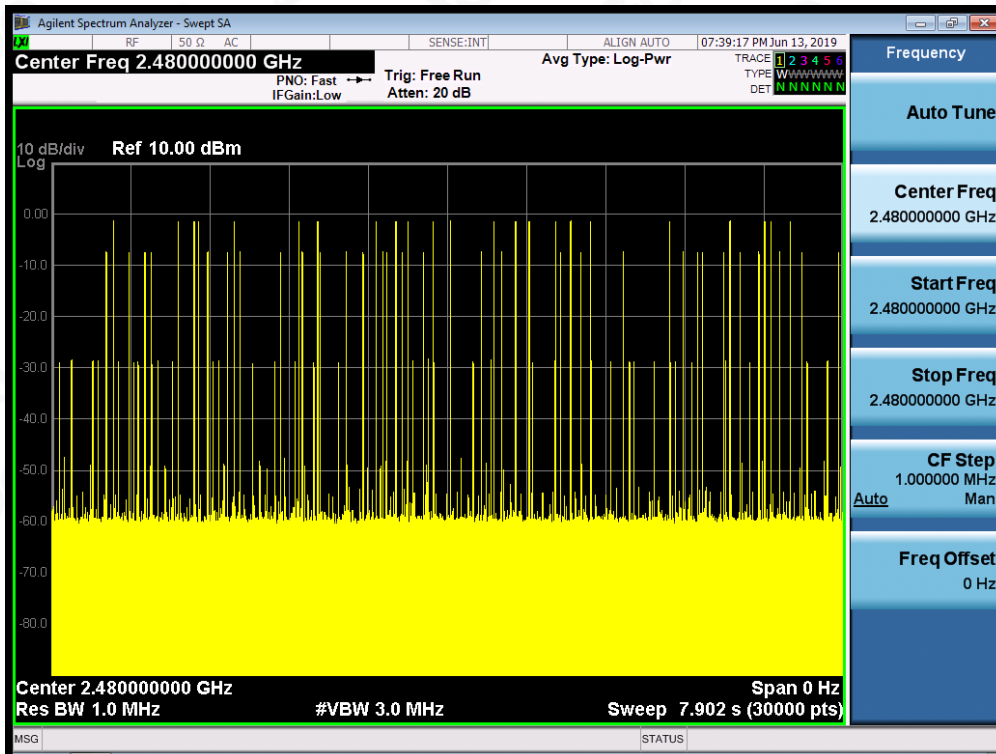 Agilent Spectrum Analyzer - Swept SA
LXI RF 50 Ω AC SENSE:INT ALIGN AUTO 07:39:17 PM Jun 13, 2019
Center Freq 2.480000000 GHz
PNO: Fast
IFGain:Low
Trig: Free Run
Atten: 20 dB
Avg Type: Log-Pwr
TRACE 1 2 3 4 5 6
TYPE WWWWWWW
DET N N N N N N
10 dB/div Ref 10.00 dBm
Log
0.00
-10.0
-20.0
-30.0
-40.0
-50.0
-60.0
-70.0
-80.0
Center 2.480000000 GHz Span 0 Hz
Res BW 1.0 MHz #VBW 3.0 MHz Sweep 7.902 s (30000 pts)
MSG STATUS
Frequency
Auto Tune
Center Freq
2.480000000 GHz
Start Freq
2.480000000 GHz
Stop Freq
2.480000000 GHz
CF Step
1.000000 MHz
Auto Man
Freq Offset
0 Hz